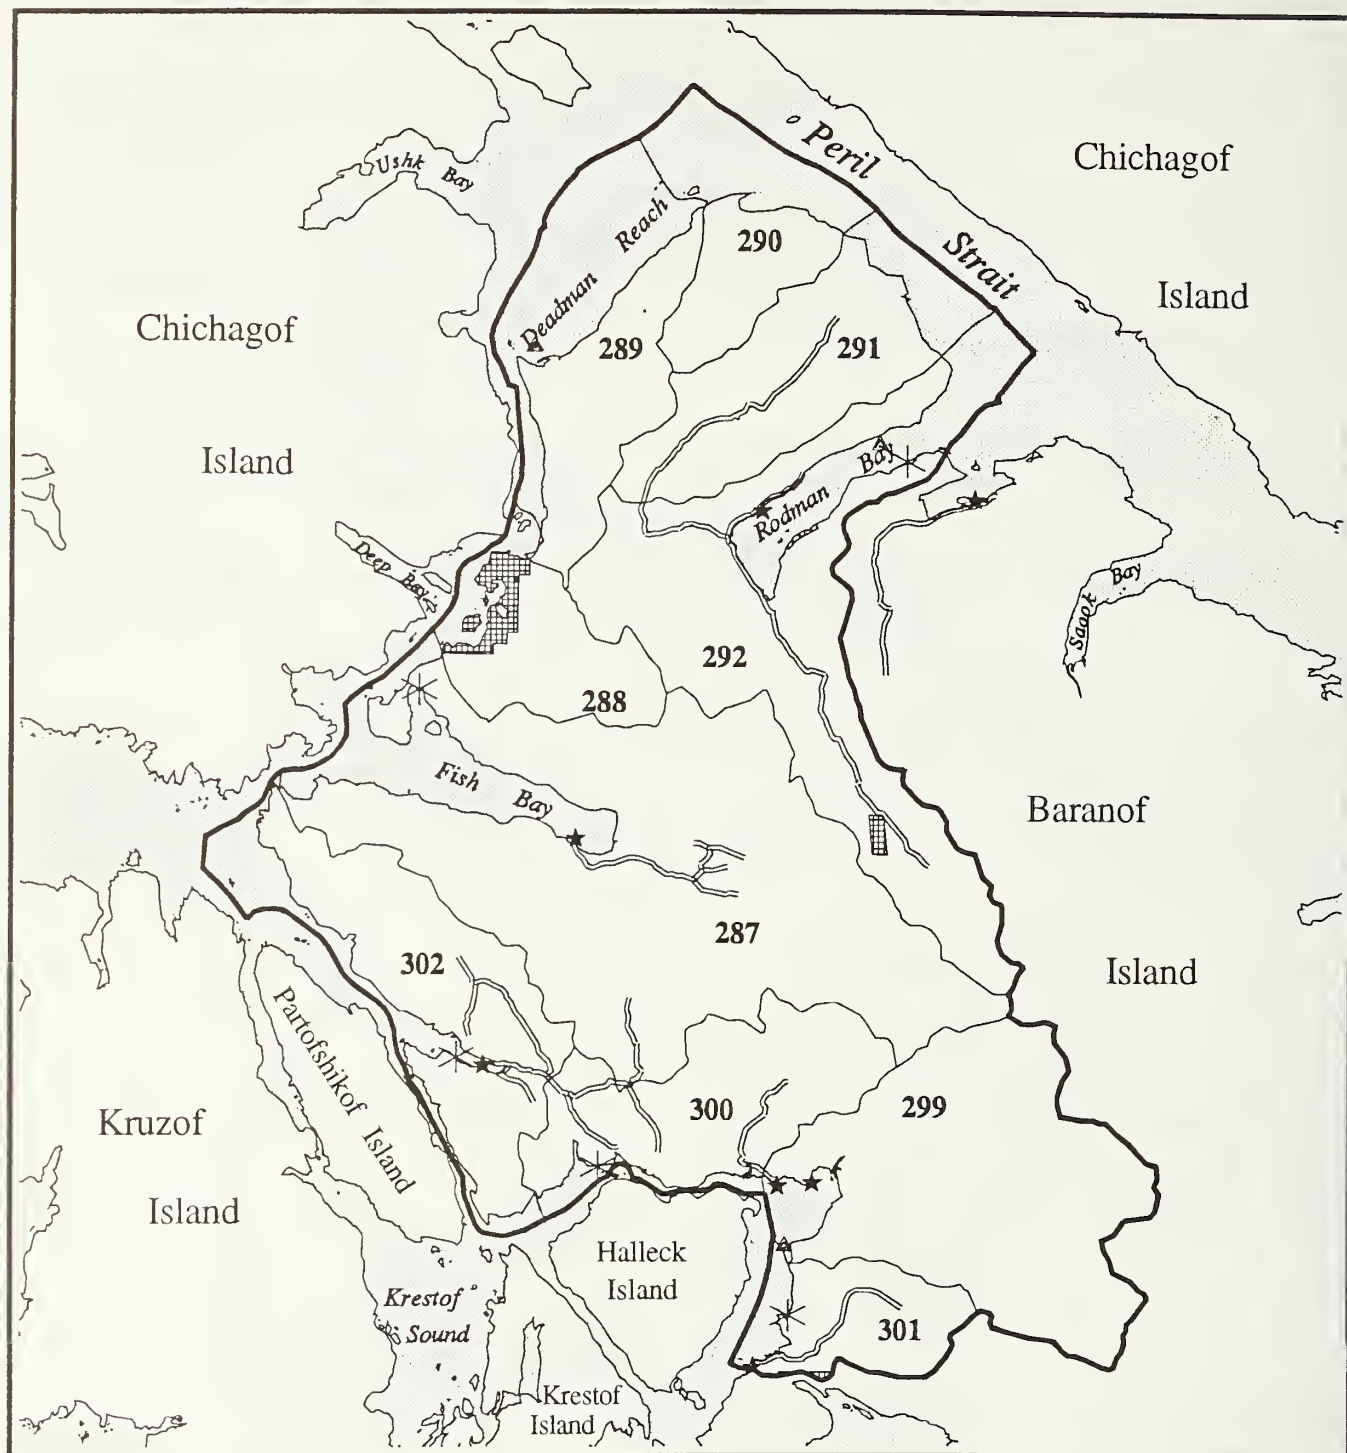 Peril
Strait
Chichagof
Island
Ushk Bay
Deadman Reach
290
289
291
Chichagof
Island
Rodman Bay
Deep Bay
Saook Bay
292
288
Fish Bay
Baranof
Island
287
302
Partofshikof Island
300
299
Kruzof
Island
Halleck
Island
Krestof
Sound
301
Krestof
Island